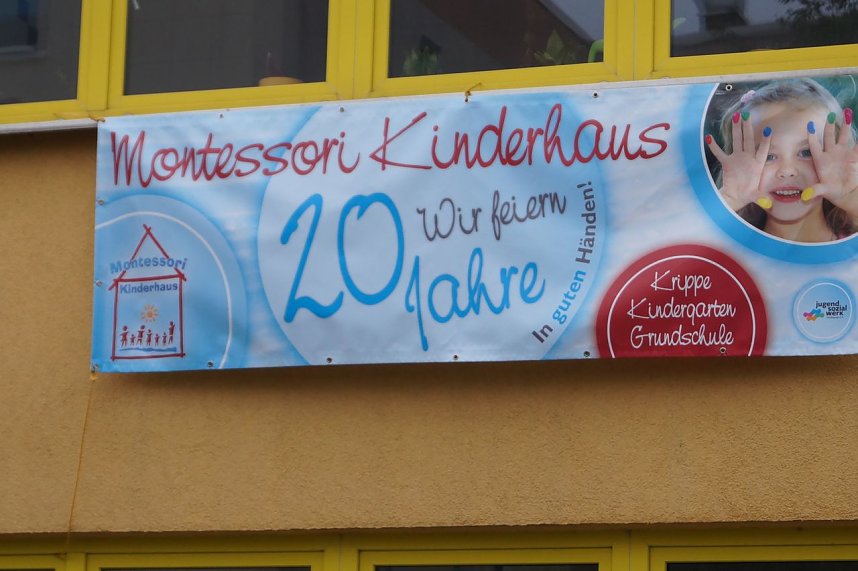 Montessori Kinderhaus
Wir feiern
20 Jahre
In guten Händen!
Montessori
Kinderhaus
Krippe
Kindergarten
Grundschule
jugend
sozial
werk